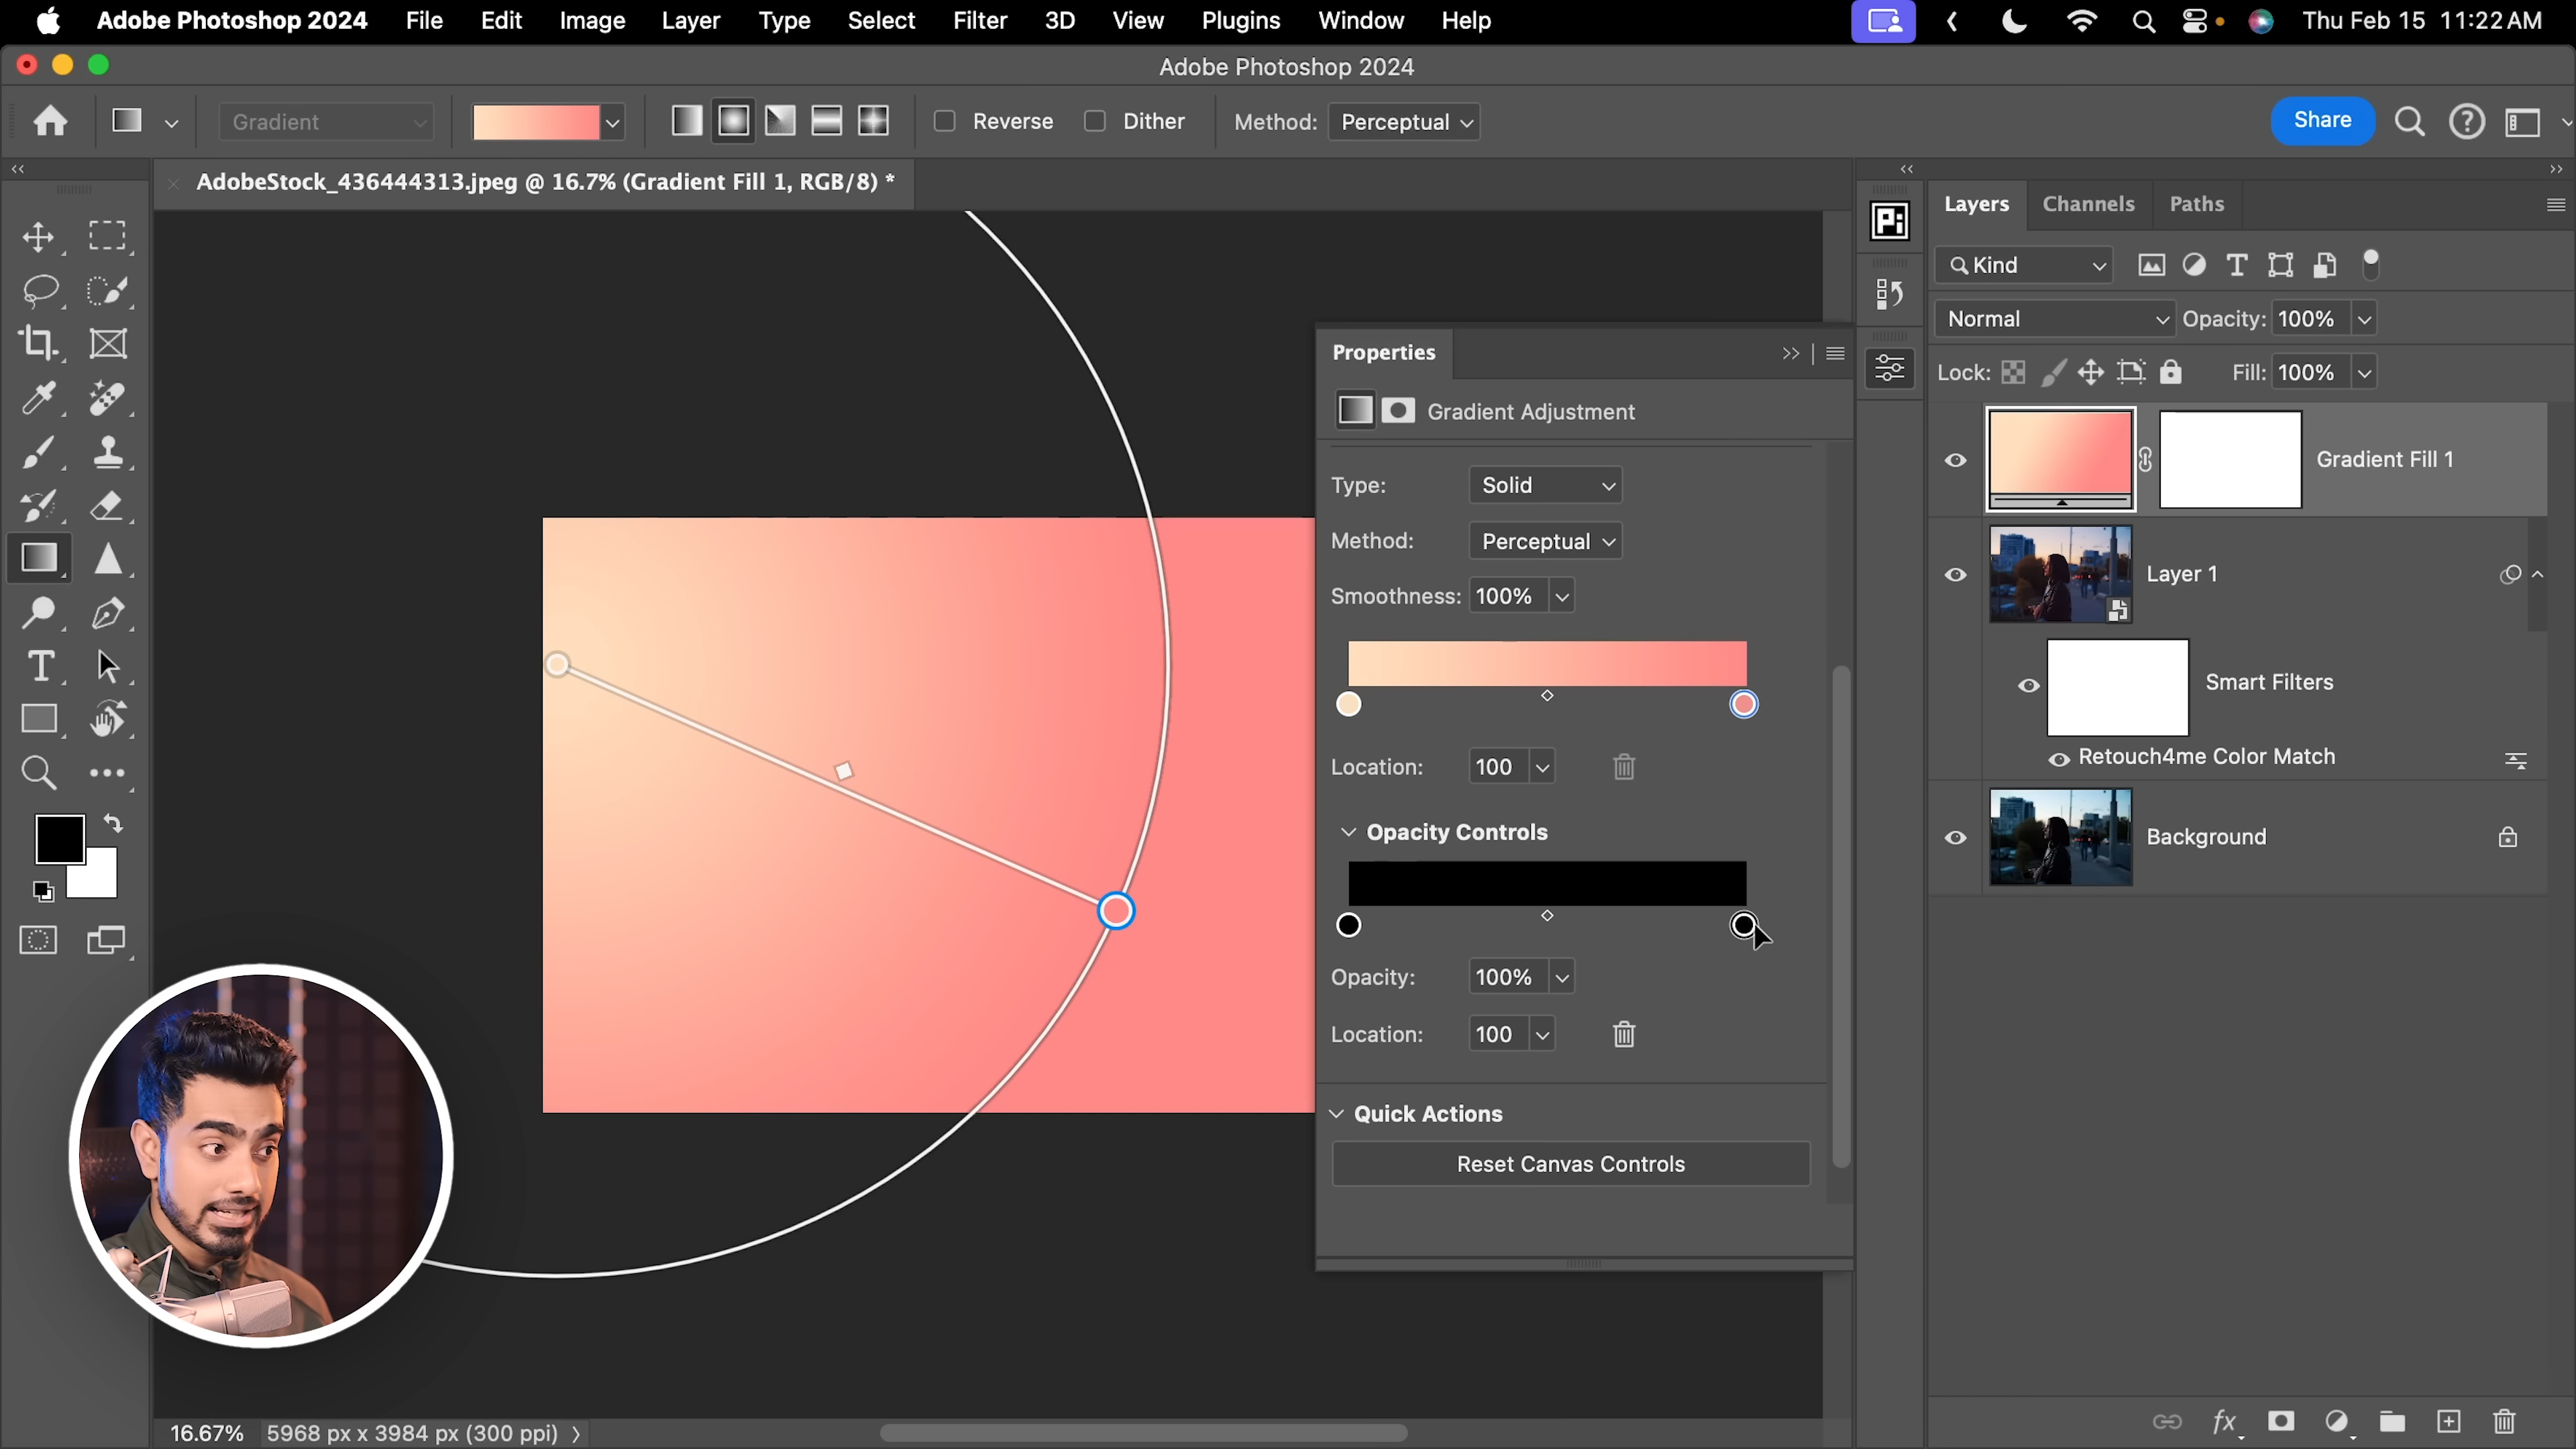 Adobe Photoshop 2024 File Edit Image Layer Type Select Filter 3D View Plugins Window Help Thu Feb 15 11:22 AM
Adobe Photoshop 2024
Gradient Reverse Dither Method: Perceptual Share
AdobeStock_436444313.jpeg @ 16.7% (Gradient Fill 1, RGB/8) *
Pi
Properties
Gradient Adjustment
Type: Solid
Method: Perceptual
Smoothness: 100%
Location: 100
Opacity Controls
Opacity: 100%
Location: 100
Quick Actions
Reset Canvas Controls
Layers Channels Paths
Kind
Normal Opacity: 100%
Lock: Fill: 100%
Gradient Fill 1
Layer 1
Smart Filters
Retouch4me Color Match
Background
fx
16.67% 5968 px x 3984 px (300 ppi)